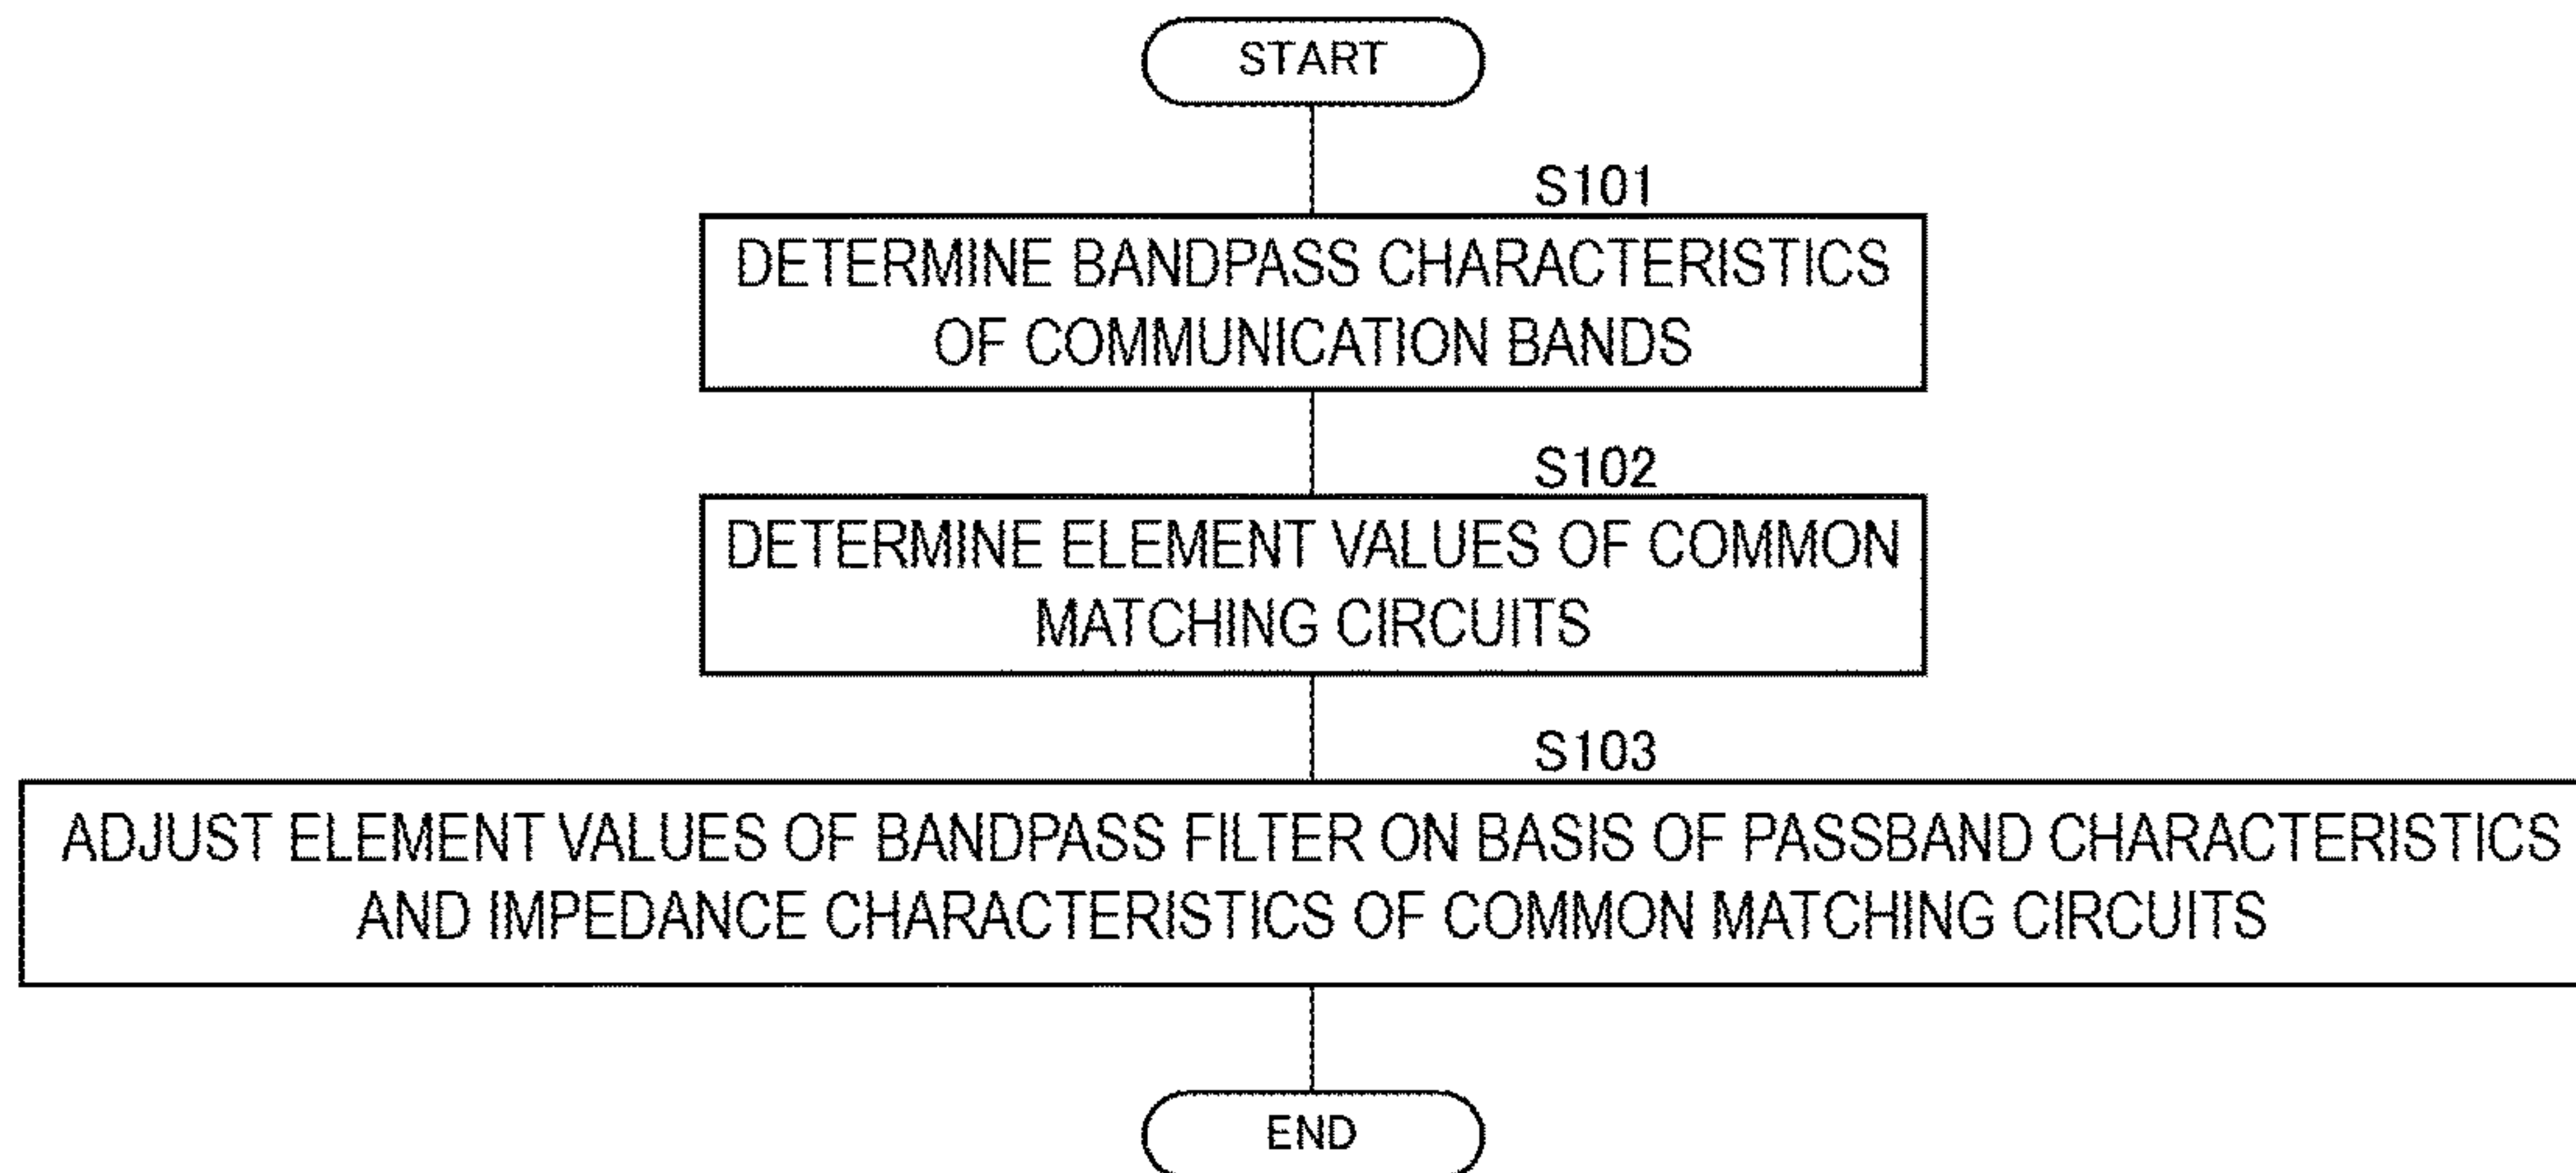 START
S101
DETERMINE BANDPASS CHARACTERISTICS
OF COMMUNICATION BANDS
S102
DETERMINE ELEMENT VALUES OF COMMON
MATCHING CIRCUITS
S103
ADJUST ELEMENT VALUES OF BANDPASS FILTER ON BASIS OF PASSBAND CHARACTERISTICS
AND IMPEDANCE CHARACTERISTICS OF COMMON MATCHING CIRCUITS
END